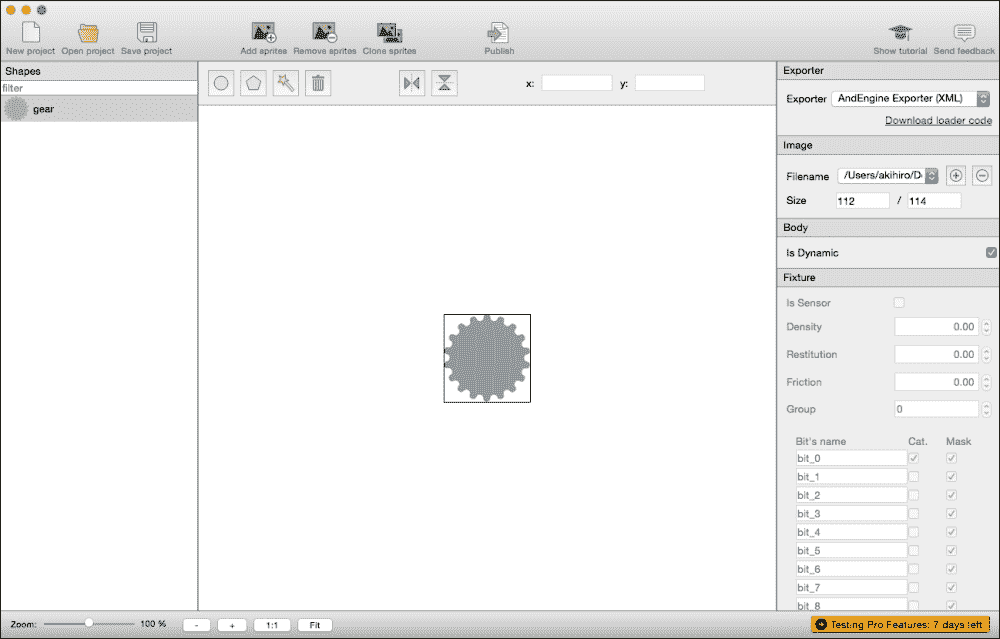 New project Open project Save project Add sprites Remove sprites Clone sprites Publish Show tutorial Send feedback
Shapes
filter
gear
x: y:
Exporter
Exporter AndEngine Exporter (XML)
Download loader code
Image
Filename /Users/akihiro/D
Size 112 / 114
Body
Is Dynamic
Fixture
Is Sensor
Density 0.00
Restitution 0.00
Friction 0.00
Group 0
Bit's name Cat. Mask
bit_0
bit_1
bit_2
bit_3
bit_4
bit_5
bit_6
bit_7
bit_8
Zoom: 100 % - + 1:1 Fit
Testing Pro Features: 7 days left